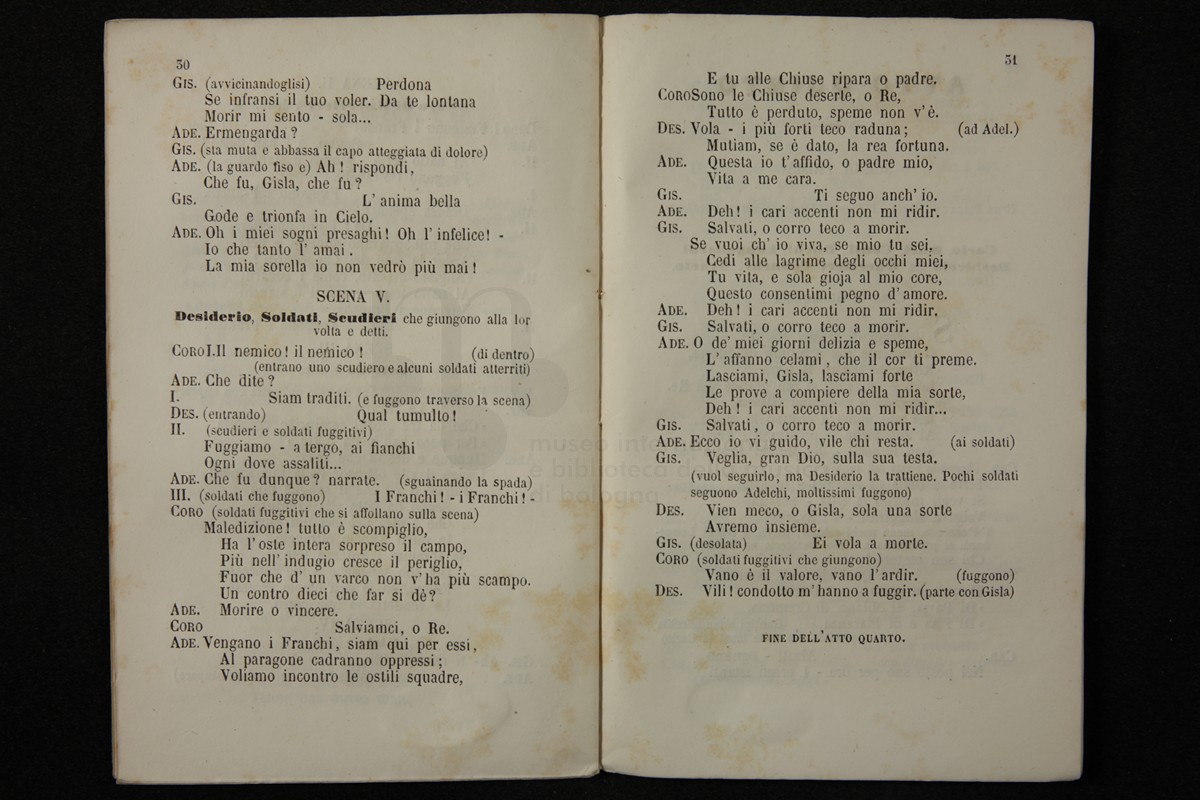 30
GIS. (avvicinandoglisi) Perdona
Se infransi il tuo voler. Da te lontana
Morir mi sento - sola...
ADE. Ermengarda?
GIS. (sta muta e abbassa il capo atteggiata di dolore)
ADE. (la guardo fiso e) Ah! rispondi,
Che fu, Gisla, che fu?
GIS. L'anima bella
Gode e trionfa in Cielo.
ADE. Oh i miei sogni presaghi! Oh l'infelice! -
Io che tanto l'amai.
La mia sorella io non vedrò più mai!
SCENA V.
Desiderio, Soldati, Scudieri che giungono alla lor
volta e detti.
CORO I. Il nemico! il nemico! (di dentro)
(entrano uno scudiero e alcuni soldati atterriti)
ADE. Che dite?
I. Siam traditi. (e fuggono traverso la scena)
DES. (entrando) Qual tumulto!
II. (scudieri e soldati fuggitivi)
Fuggiamo - a tergo, ai fianchi
Ogni dove assaliti...
ADE. Che fu dunque? narrate. (sguainando la spada)
III. (soldati che fuggono) I Franchi! - i Franchi! -
CORO (soldati fuggitivi che si affollano sulla scena)
Maledizione! tutto è scompiglio,
Ha l'oste intera sorpreso il campo,
Più nell'indugio cresce il periglio,
Fuor che d'un varco non v'ha più scampo.
Un contro dieci che far si dè?
ADE. Morire o vincere.
CORO Salviamci, o Re.
ADE. Vengano i Franchi, siam qui per essi,
Al paragone cadranno oppressi;
Voliamo incontro le ostili squadre,
31
E tu alle Chiuse ripara o padre.
CORO Sono le Chiuse deserte, o Re,
Tutto è perduto, speme non v'è.
DES. Vola - i più forti teco raduna; (ad Adel.)
Mutiam, se è dato, la rea fortuna.
ADE. Questa io t'affido, o padre mio,
Vita a me cara.
GIS. Ti seguo anch'io.
ADE. Deh! i cari accenti non mi ridir.
GIS. Salvati, o corro teco a morir.
Se vuoi ch'io viva, se mio tu sei,
Cedi alle lagrime degli occhi miei,
Tu vita, e sola gioja al mio core,
Questo consentimi pegno d'amore.
ADE. Deh! i cari accenti non mi ridir.
GIS. Salvati, o corro teco a morir.
ADE. O de' miei giorni delizia e speme,
L'affanno celami, che il cor ti preme.
Lasciami, Gisla, lasciami forte
Le prove a compiere della mia sorte,
Deh! i cari accenti non mi ridir...
GIS. Salvati, o corro teco a morir.
ADE. Ecco io vi guido, vile chi resta. (ai soldati)
GIS. Veglia, gran Dio, sulla sua testa.
(vuol seguirlo, ma Desiderio la trattiene. Pochi soldati
seguono Adelchi, moltissimi fuggono)
DES. Vien meco, o Gisla, sola una sorte
Avremo insieme.
GIS. (desolata) Ei vola a morte.
CORO (soldati fuggitivi che giungono)
Vano è il valore, vano l'ardir. (fuggono)
DES. Vili! condotto m'hanno a fuggir. (parte con Gisla)
FINE DELL'ATTO QUARTO.